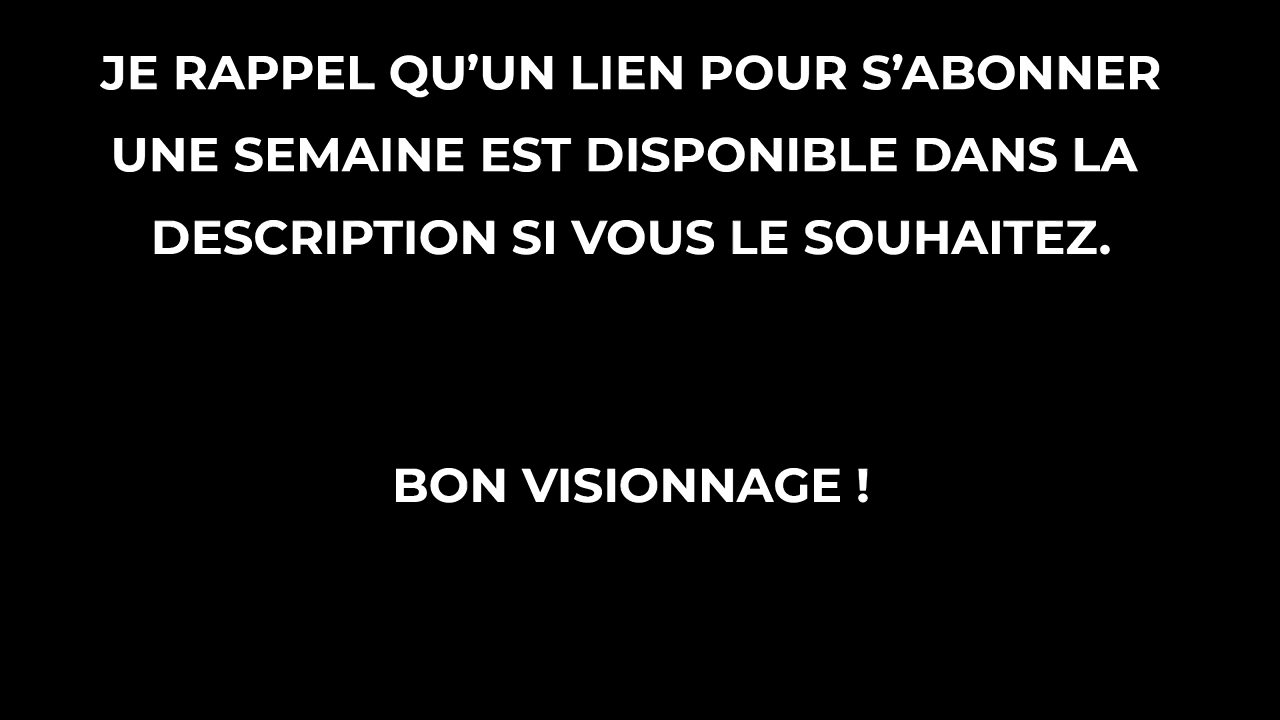 JE RAPPEL QU’UN LIEN POUR S’ABONNER
UNE SEMAINE EST DISPONIBLE DANS LA
DESCRIPTION SI VOUS LE SOUHAITEZ.
BON VISIONNAGE !